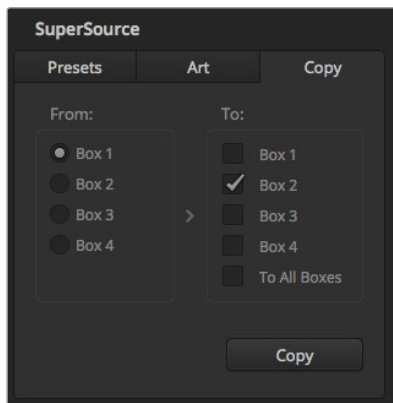 SuperSource
Presets Art Copy
From: To:
Box 1 Box 1
Box 2 Box 2
Box 3 > Box 3
Box 4 Box 4
To All Boxes
Copy